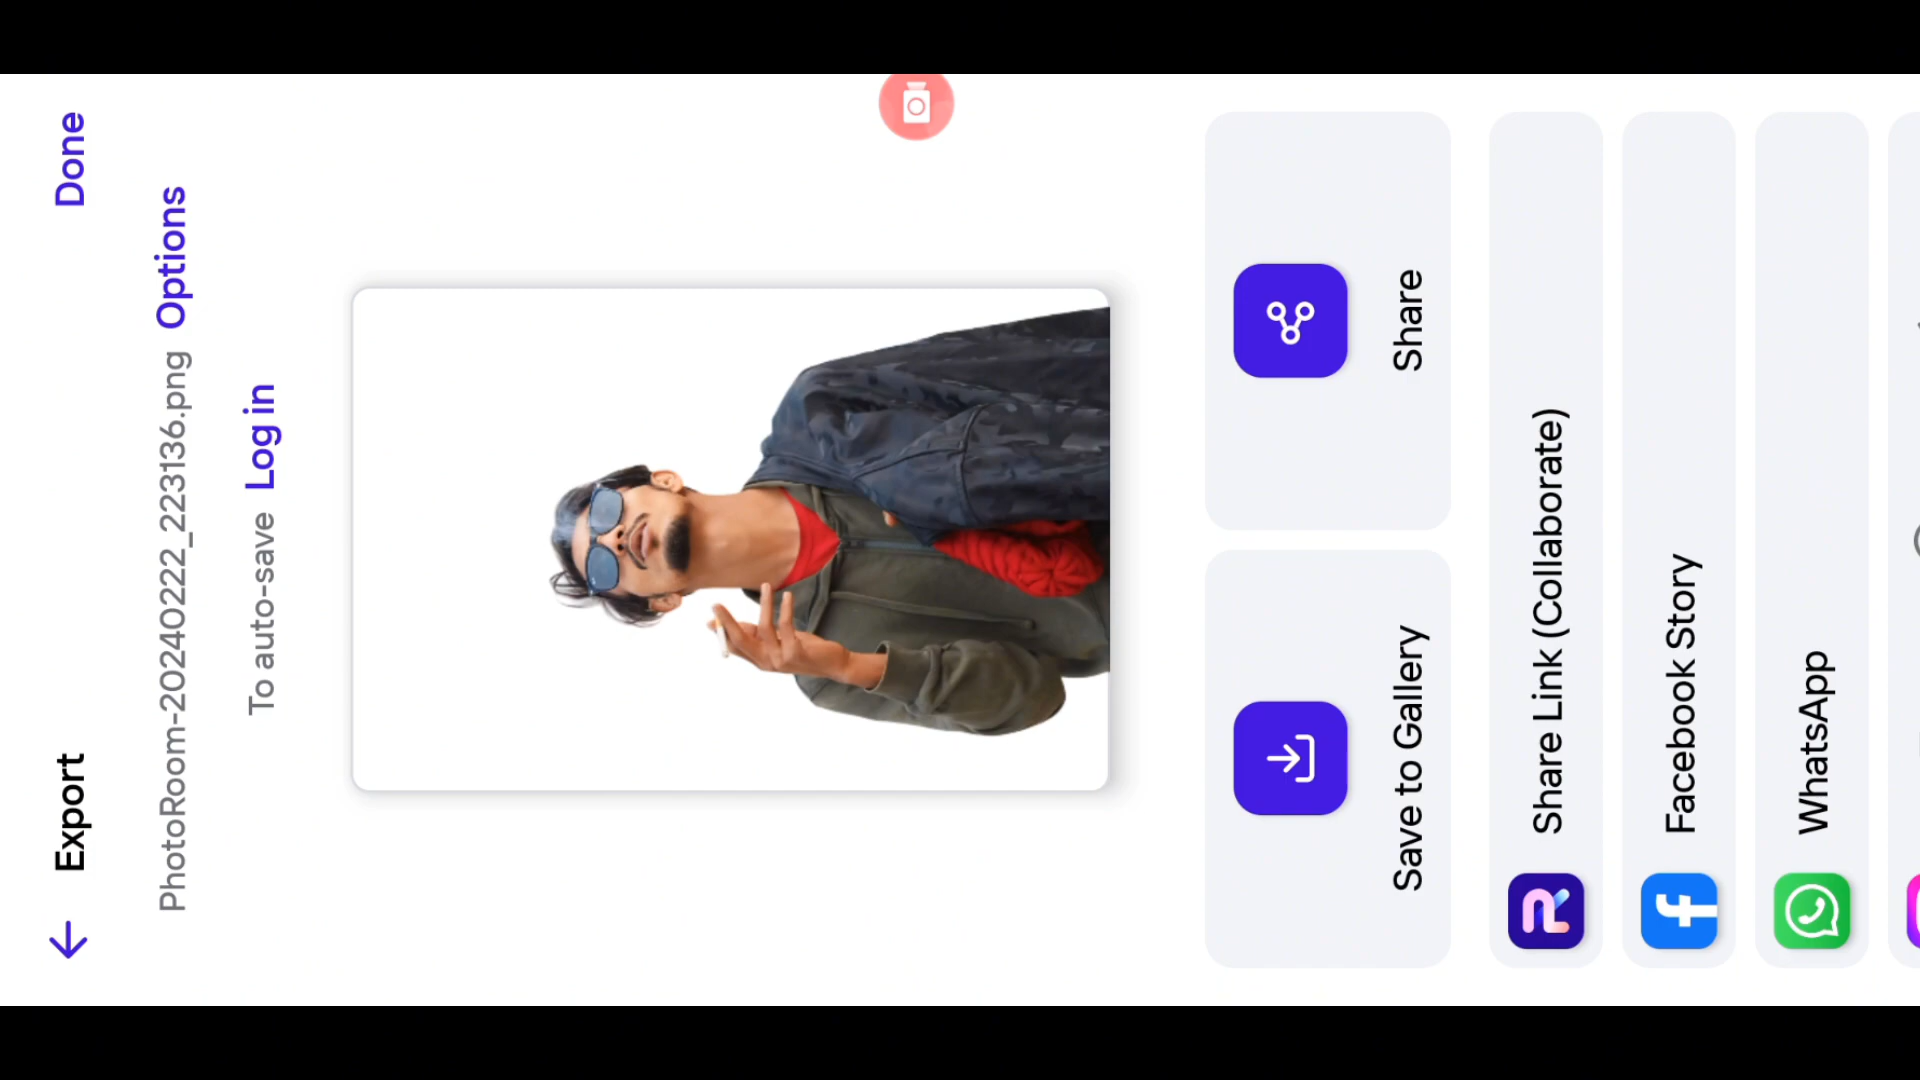 Export
Done
PhotoRoom-20240222_223136.png Options
To auto-save Log in
Save to Gallery
Share
Share Link (Collaborate)
Facebook Story
WhatsApp